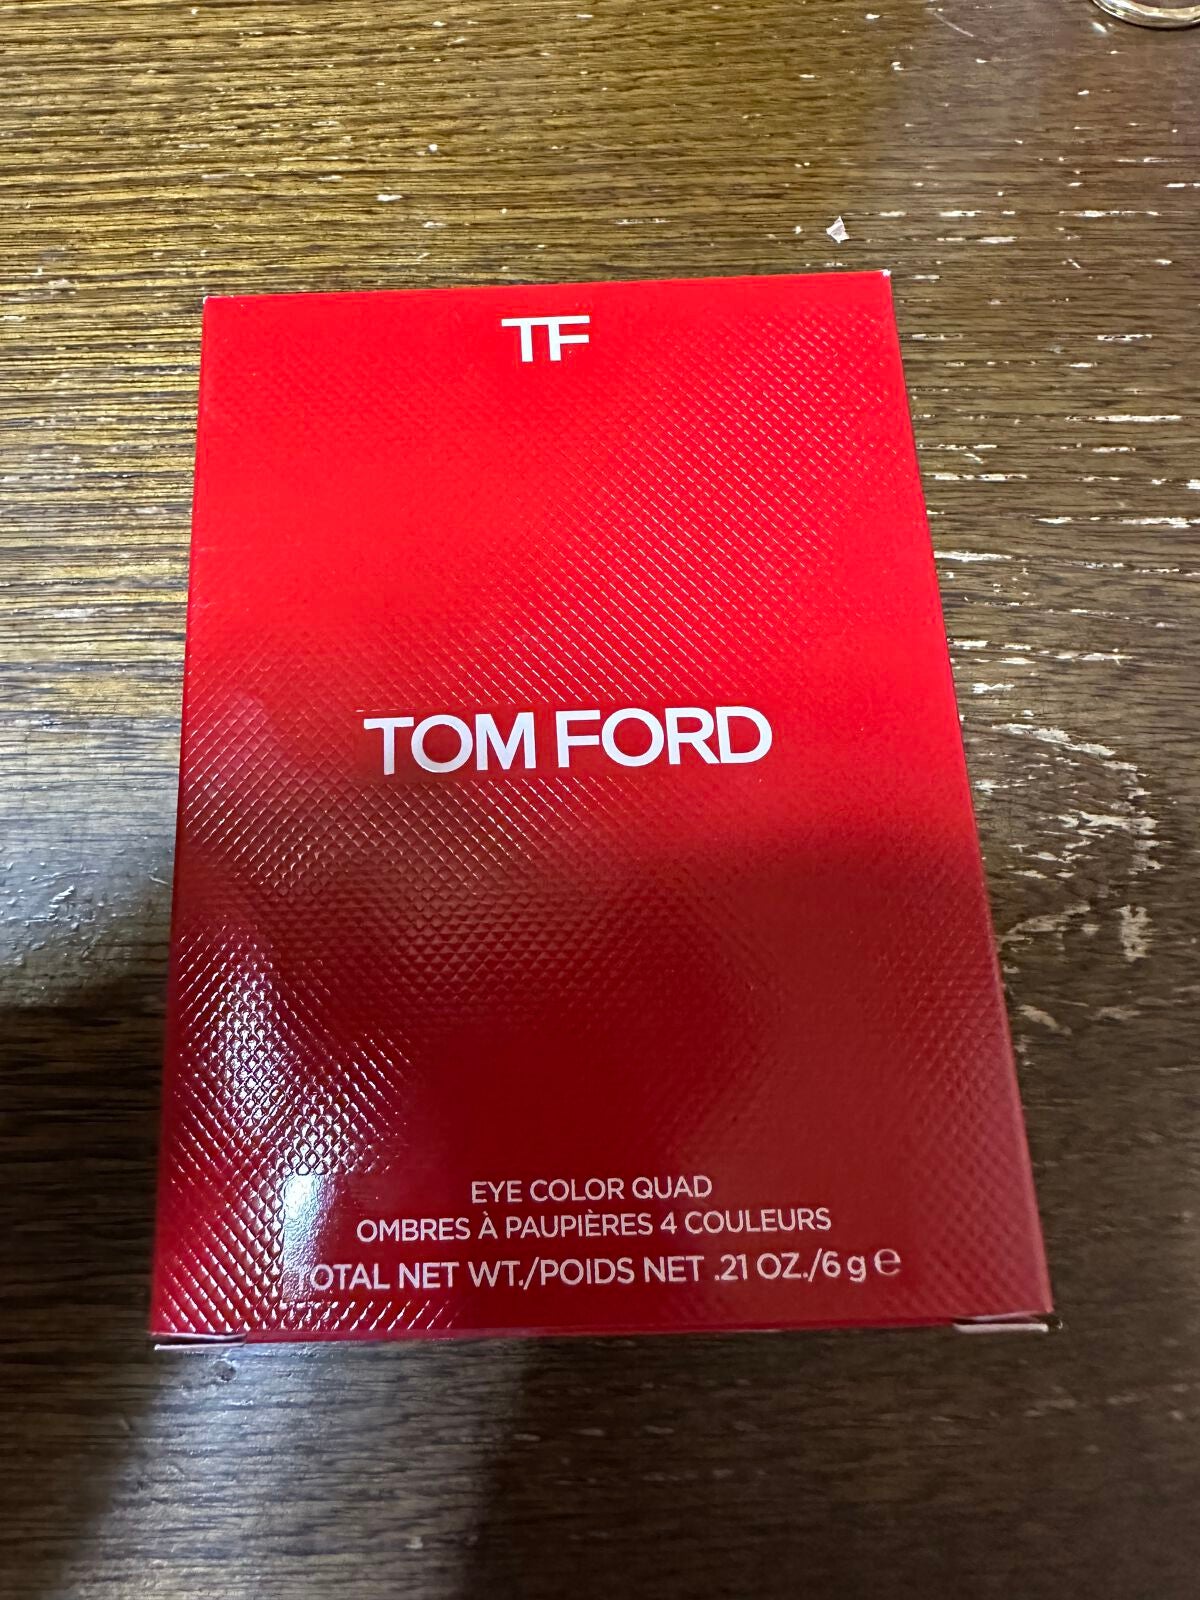 TF
TOM FORD
EYE COLOR QUAD
OMBRES À PAUPIÈRES 4 COULEURS
TOTAL NET WT./POIDS NET .21 OZ./6 g ℮